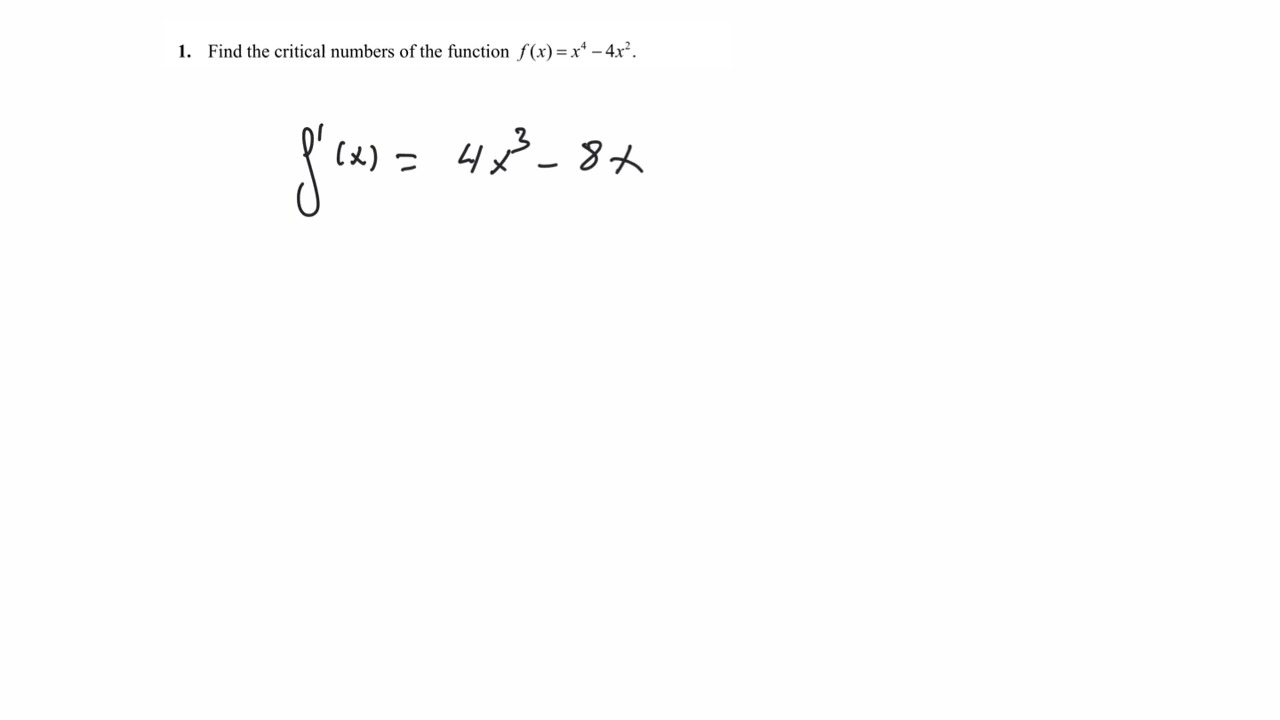 1. Find the critical numbers of the function f(x) = x⁴ − 4x².
f'(x) = 4x³ − 8x